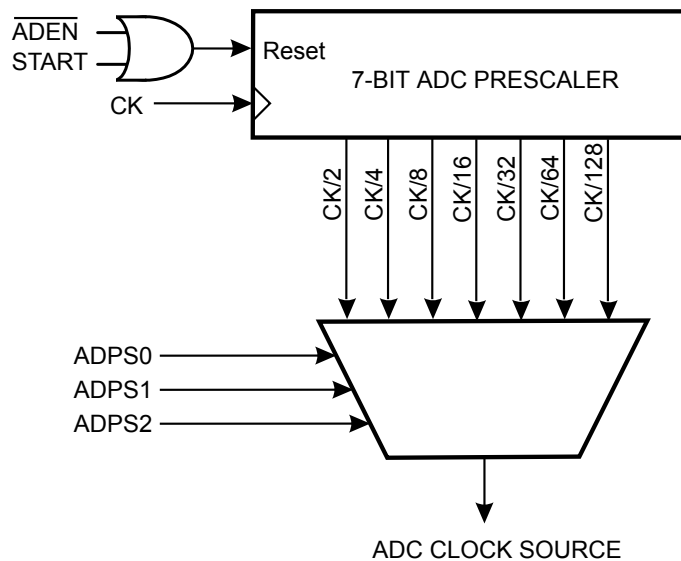 ADEN
START
Reset
7-BIT ADC PRESCALER
CK
CK/2
CK/4
CK/8
CK/16
CK/32
CK/64
CK/128
ADPS0
ADPS1
ADPS2
ADC CLOCK SOURCE